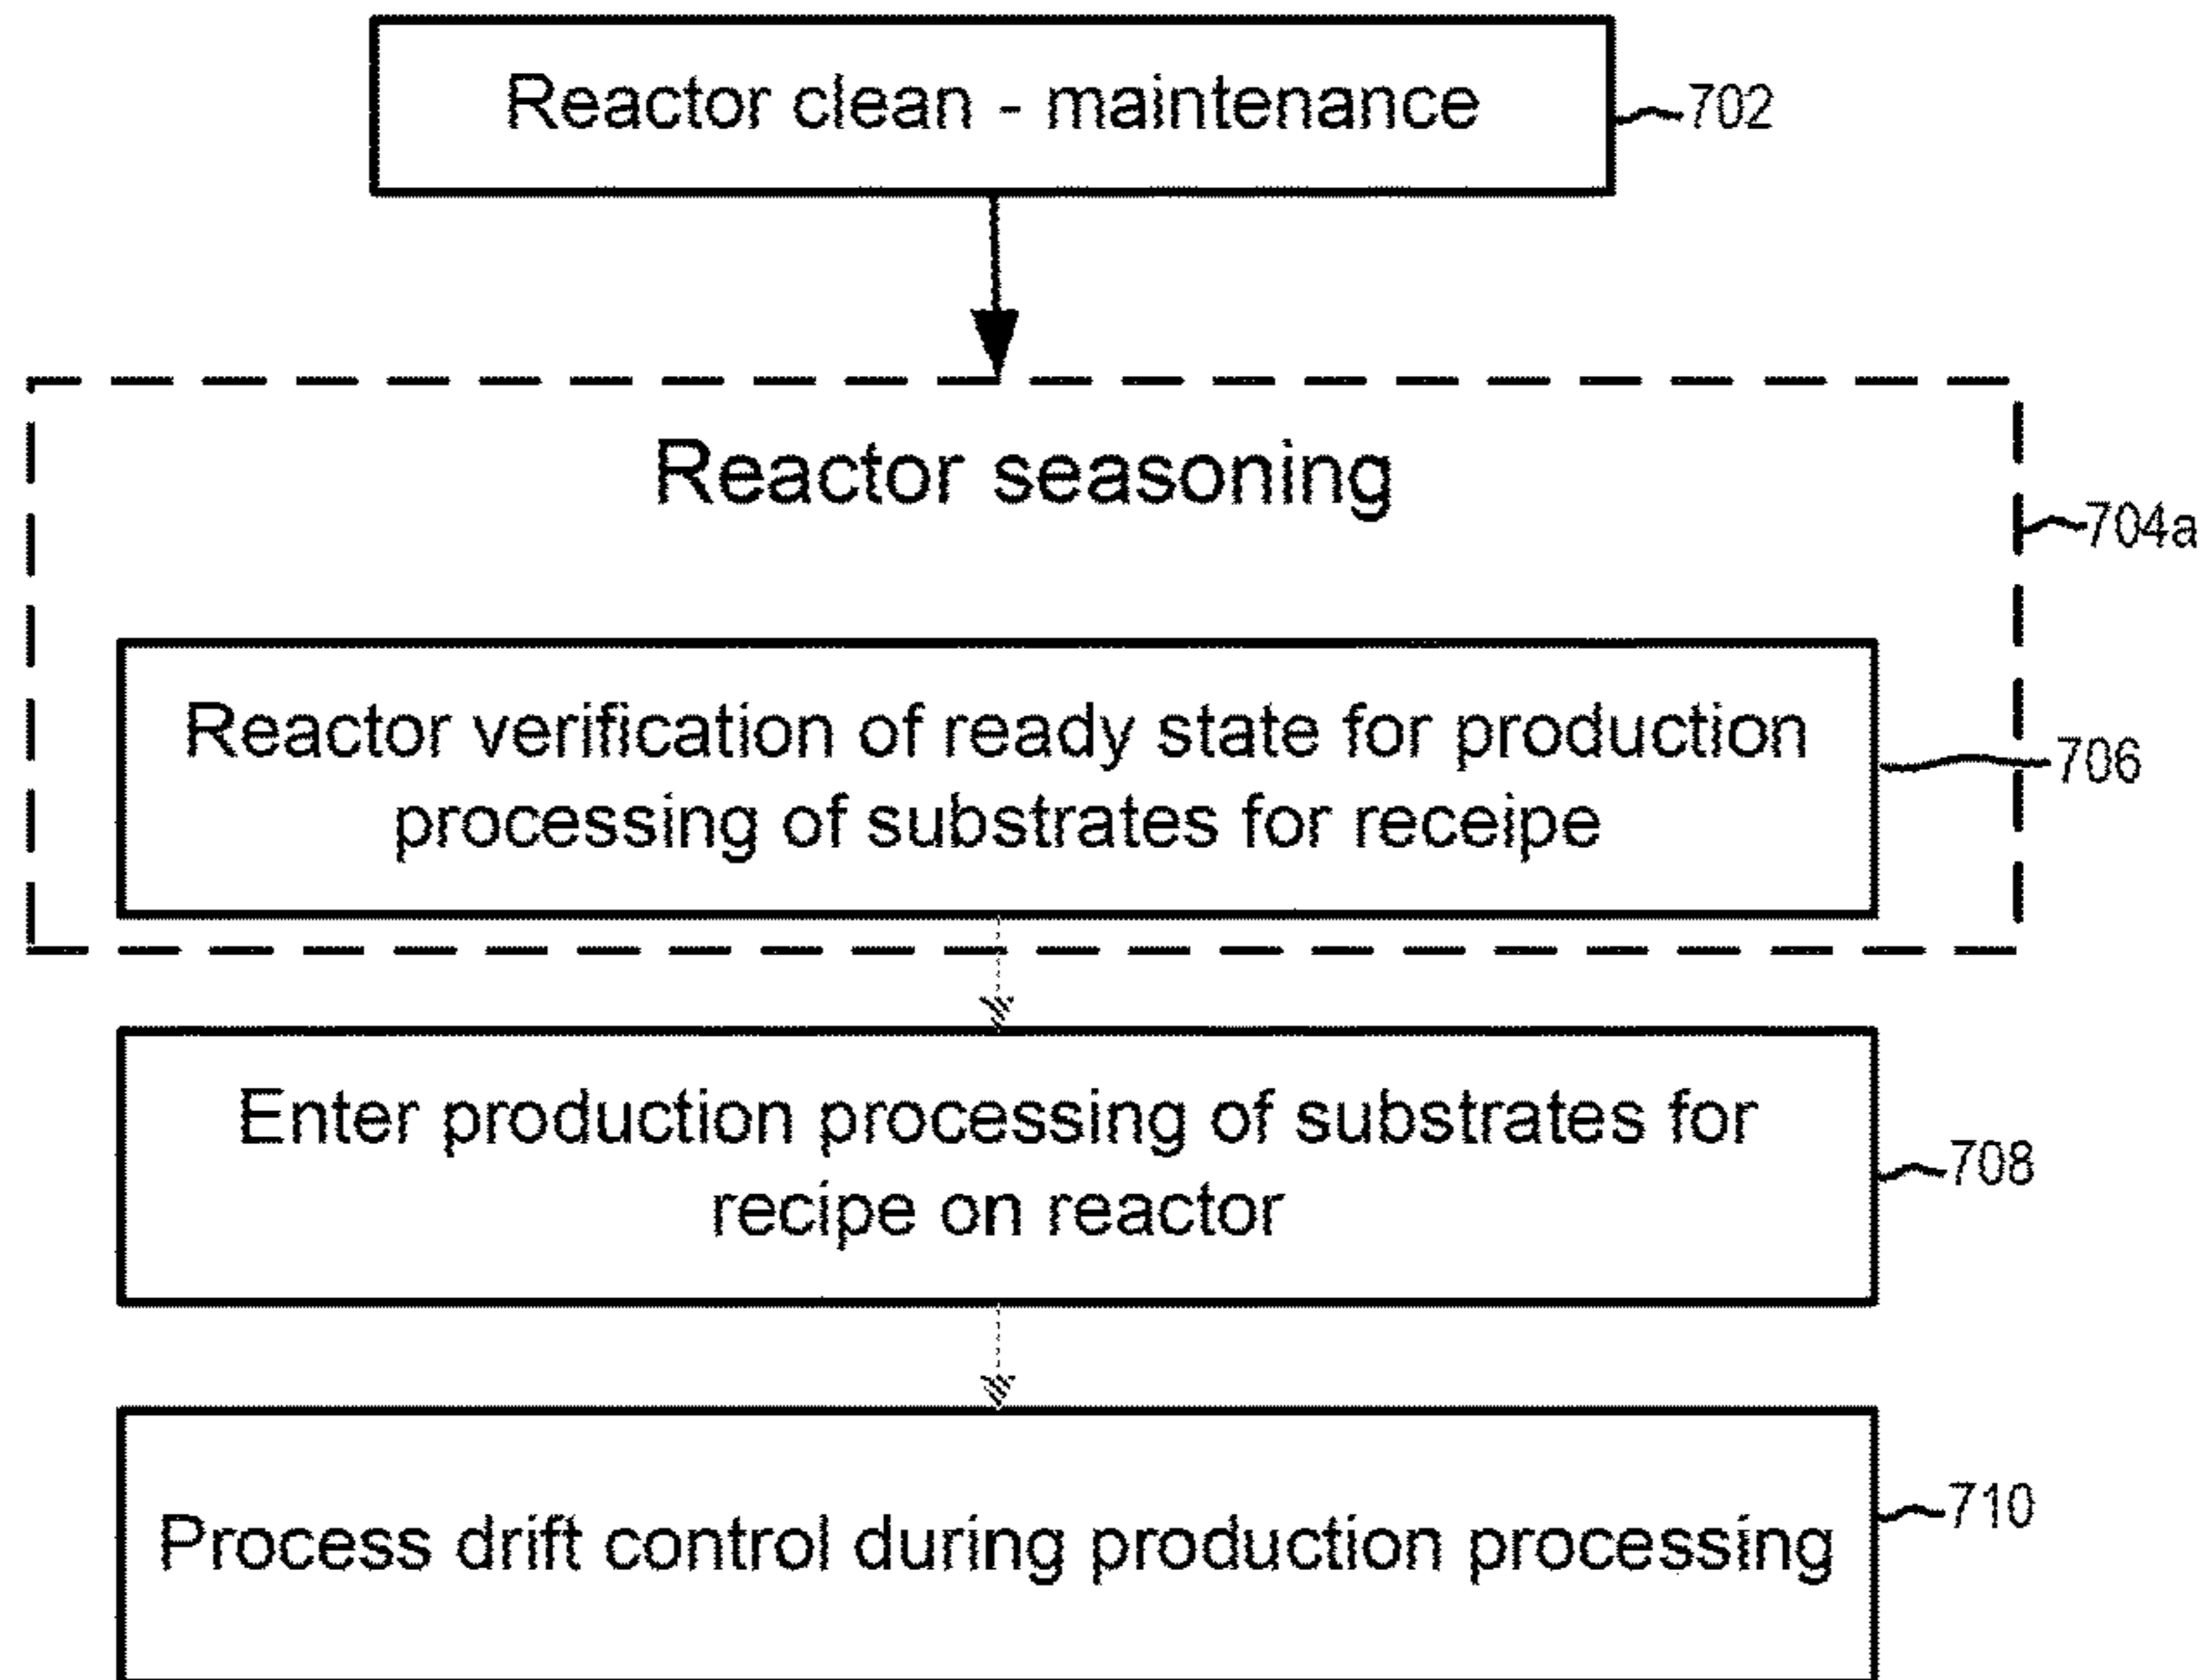 Reactor clean - maintenance
702
Reactor seasoning
704a
Reactor verification of ready state for production
processing of substrates for receipe
706
Enter production processing of substrates for
recipe on reactor
708
Process drift control during production processing
710